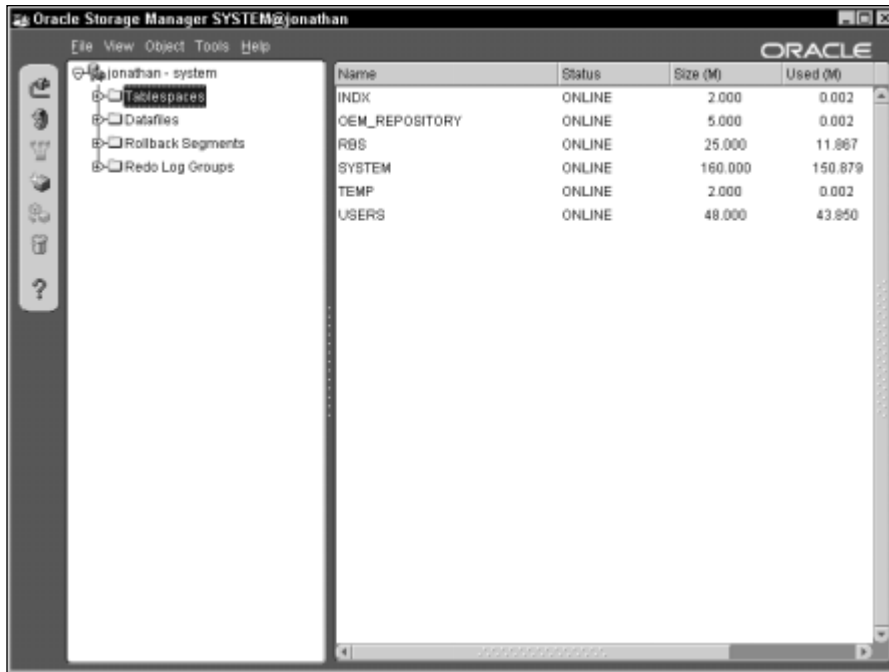 Oracle Storage Manager SYSTEM@jonathan
File View Object Tools Help
ORACLE
jonathan - system
Tablespaces
Datafiles
Rollback Segments
Redo Log Groups
?
Name Status Size (M) Used (M)
INDX ONLINE 2.000 0.002
OEM_REPOSITORY ONLINE 5.000 0.002
RBS ONLINE 25.000 11.867
SYSTEM ONLINE 160.000 150.879
TEMP ONLINE 2.000 0.002
USERS ONLINE 48.000 43.850